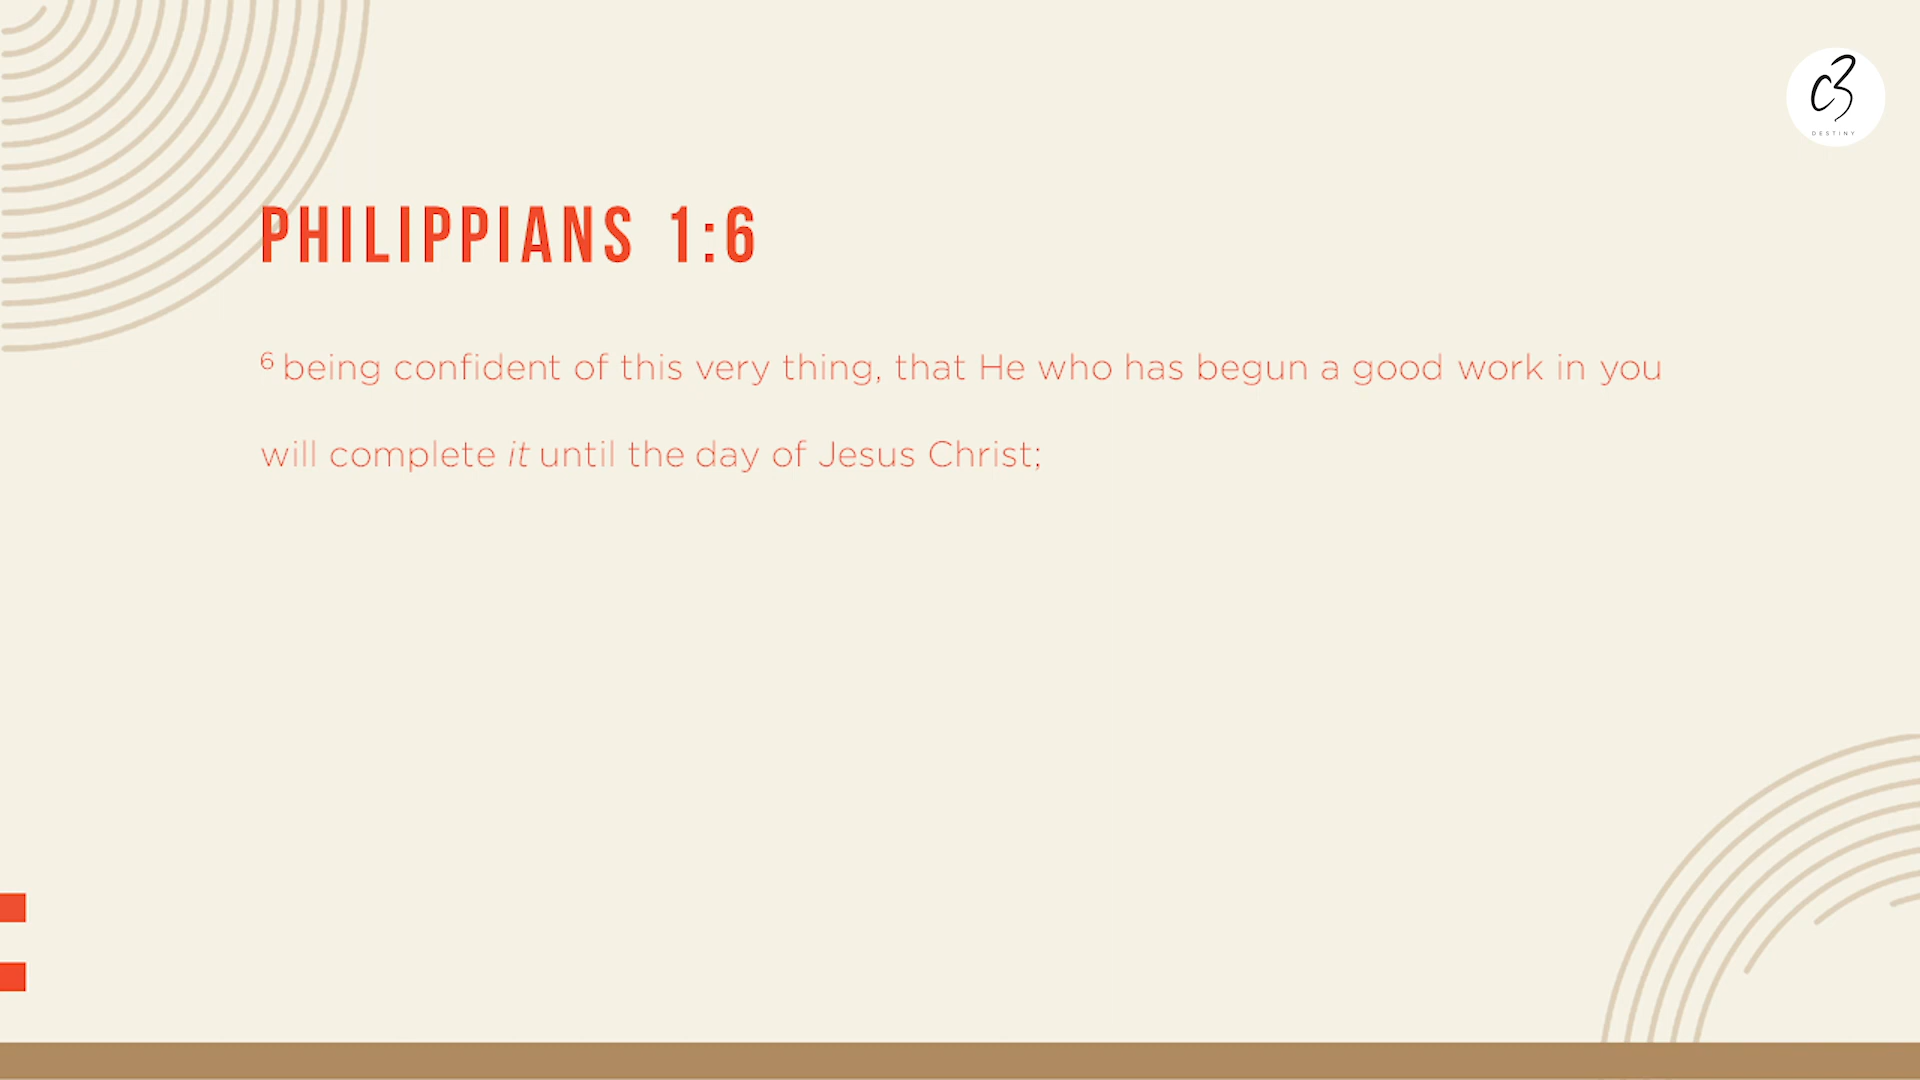 C3
DESTINY
PHILIPPIANS 1:6
6 being confident of this very thing, that He who has begun a good work in you
will complete it until the day of Jesus Christ;